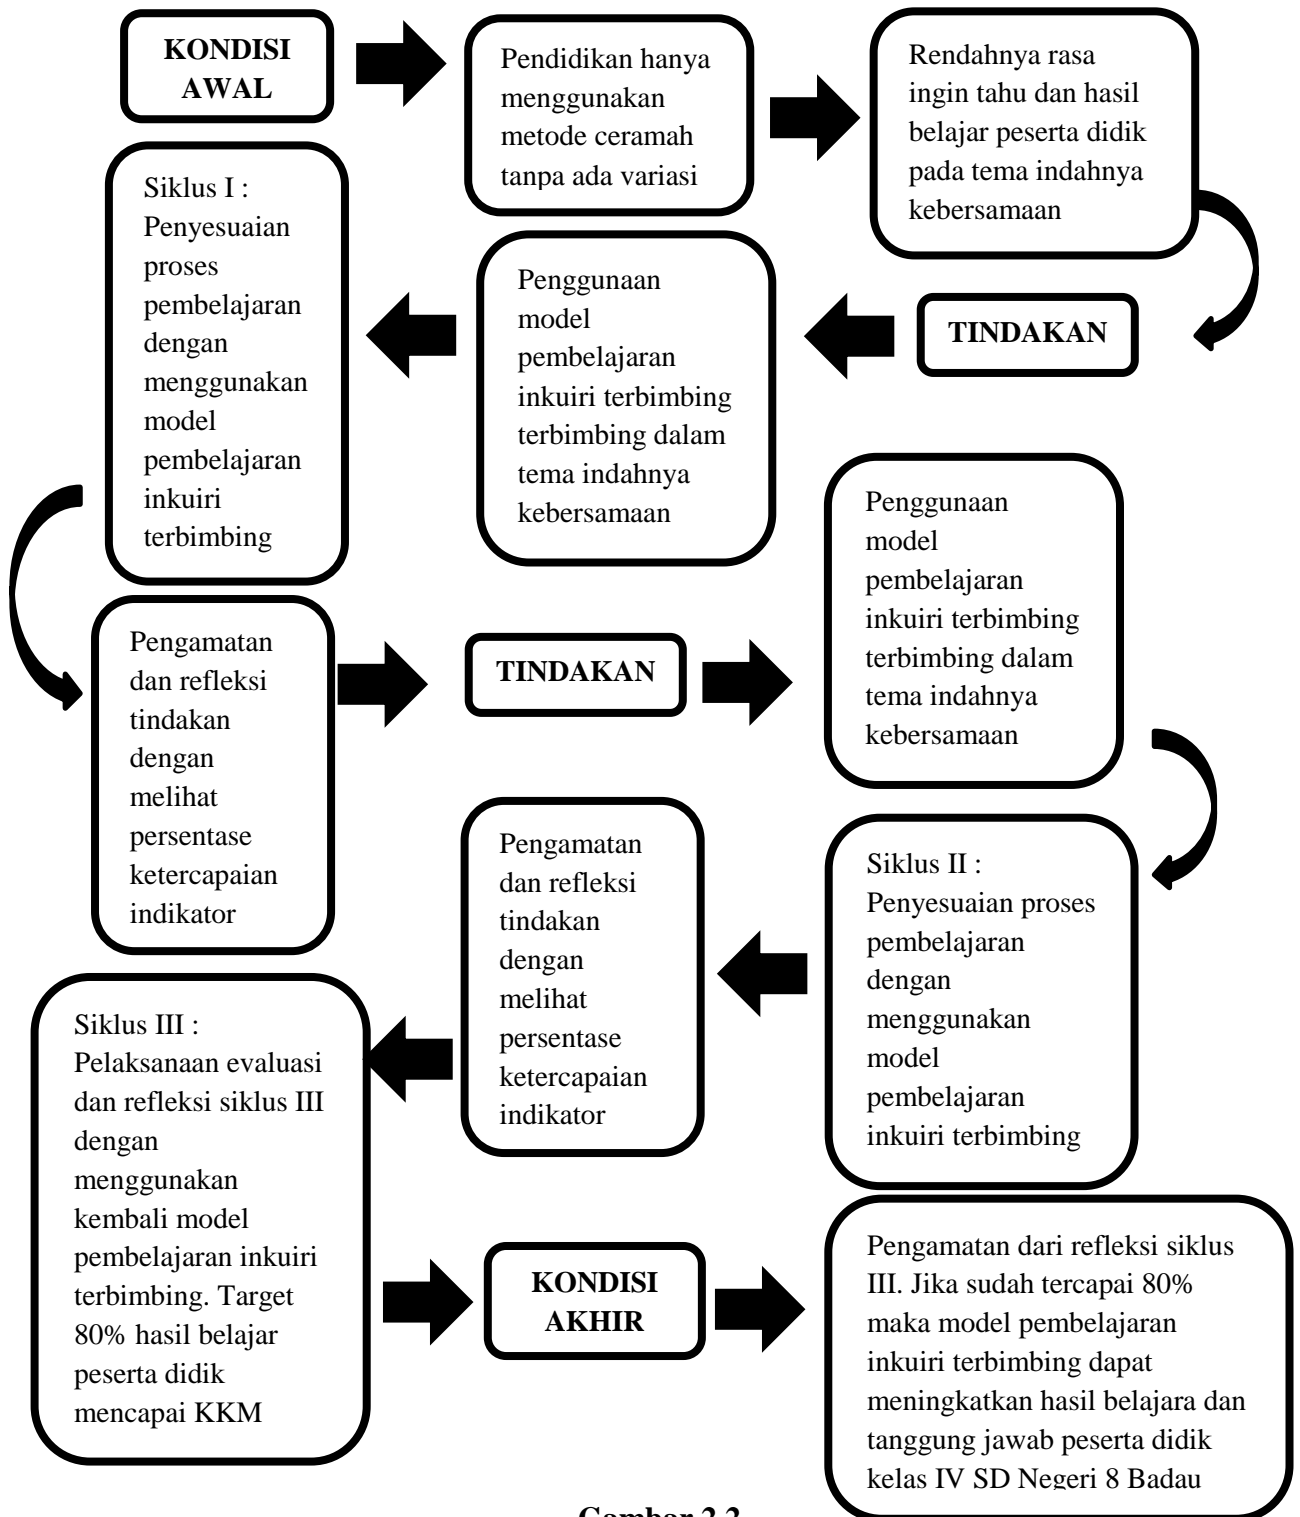 KONDISI
AWAL
Pendidikan hanya
menggunakan
metode ceramah
tanpa ada variasi
Rendahnya rasa
ingin tahu dan hasil
belajar peserta didik
pada tema indahnya
kebersamaan
TINDAKAN
Penggunaan
model
pembelajaran
inkuiri terbimbing
terbimbing dalam
tema indahnya
kebersamaan
Siklus I :
Penyesuaian
proses
pembelajaran
dengan
menggunakan
model
pembelajaran
inkuiri
terbimbing
Pengamatan
dan refleksi
tindakan
dengan
melihat
persentase
ketercapaian
indikator
TINDAKAN
Penggunaan
model
pembelajaran
inkuiri terbimbing
terbimbing dalam
tema indahnya
kebersamaan
Siklus II :
Penyesuaian proses
pembelajaran
dengan
menggunakan
model
pembelajaran
inkuiri terbimbing
Pengamatan
dan refleksi
tindakan
dengan
melihat
persentase
ketercapaian
indikator
Siklus III :
Pelaksanaan evaluasi
dan refleksi siklus III
dengan
menggunakan
kembali model
pembelajaran inkuiri
terbimbing. Target
80% hasil belajar
peserta didik
mencapai KKM
KONDISI
AKHIR
Pengamatan dari refleksi siklus
III. Jika sudah tercapai 80%
maka model pembelajaran
inkuiri terbimbing dapat
meningkatkan hasil belajara dan
tanggung jawab peserta didik
kelas IV SD Negeri 8 Badau
Gambar 2.2